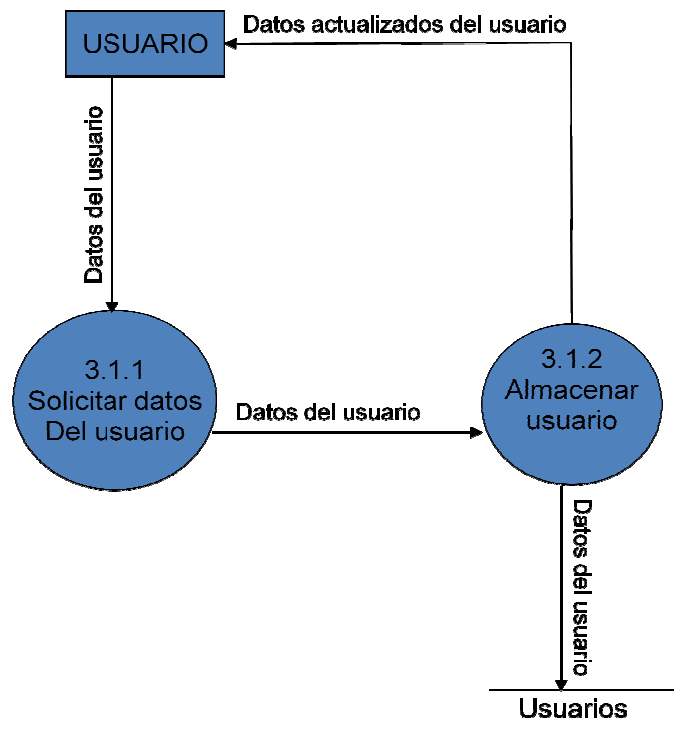 Datos actualizados del usuario
USUARIO
Datos del usuario
3.1.1
Solicitar datos
Del usuario
Datos del usuario
3.1.2
Almacenar
usuario
Datos del usuario
Usuarios